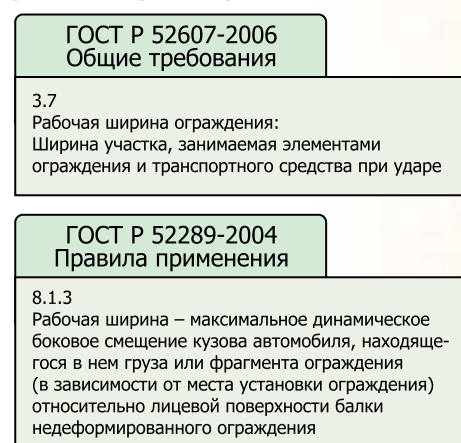 ГОСТ Р 52607-2006
Общие требования
3.7
Рабочая ширина ограждения:
Ширина участка, занимаемая элементами
ограждения и транспортного средства при ударе
ГОСТ Р 52289-2004
Правила применения
8.1.3
Рабочая ширина – максимальное динамическое
боковое смещение кузова автомобиля, находяще-
гося в нем груза или фрагмента ограждения
(в зависимости от места установки ограждения)
относительно лицевой поверхности балки
недеформированного ограждения